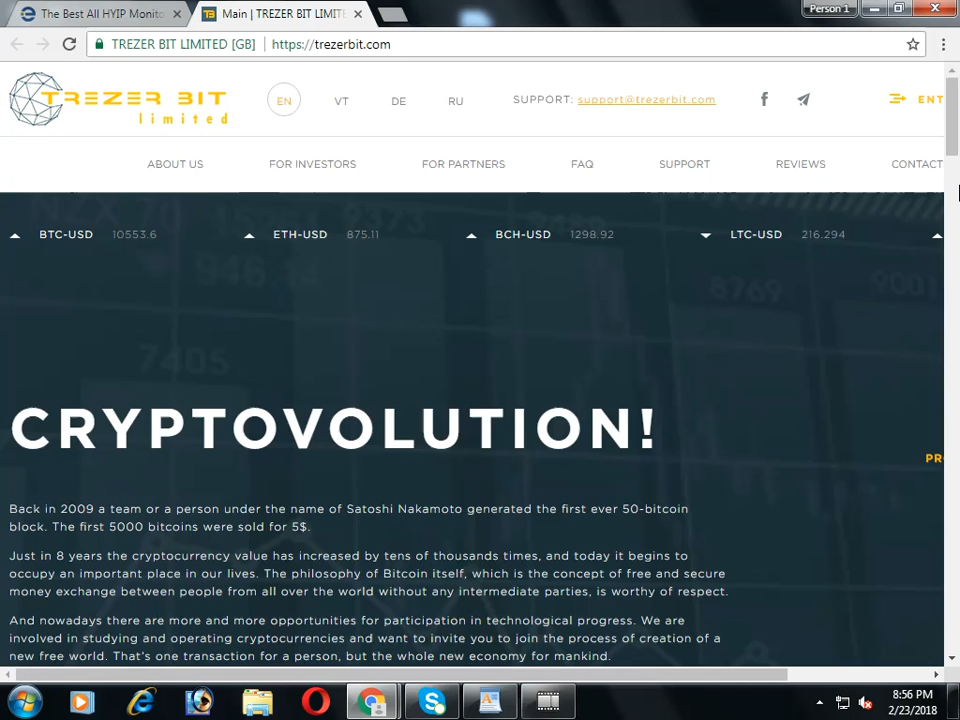 The Best All HYIP Monito
Main | TREZER BIT LIMITE
Person 1
TREZER BIT LIMITED [GB]
https://trezerbit.com
TREZER BIT
limited
EN
VT
DE
RU
SUPPORT: support@trezerbit.com
ENT
ABOUT US
FOR INVESTORS
FOR PARTNERS
FAQ
SUPPORT
REVIEWS
CONTACT
BTC-USD 10553.6
ETH-USD 875.11
BCH-USD 1298.92
LTC-USD 216.294
946.14
8769
9001
7405
CRYPTOVOLUTION!
PR
Back in 2009 a team or a person under the name of Satoshi Nakamoto generated the first ever 50-bitcoin
block. The first 5000 bitcoins were sold for 5$.
Just in 8 years the cryptocurrency value has increased by tens of thousands times, and today it begins to
occupy an important place in our lives. The philosophy of Bitcoin itself, which is the concept of free and secure
money exchange between people from all over the world without any intermediate parties, is worthy of respect.
And nowadays there are more and more opportunities for participation in technological progress. We are
involved in studying and operating cryptocurrencies and want to invite you to join the process of creation of a
new free world. That's one transaction for a person, but the whole new economy for mankind.
8:56 PM
2/23/2018